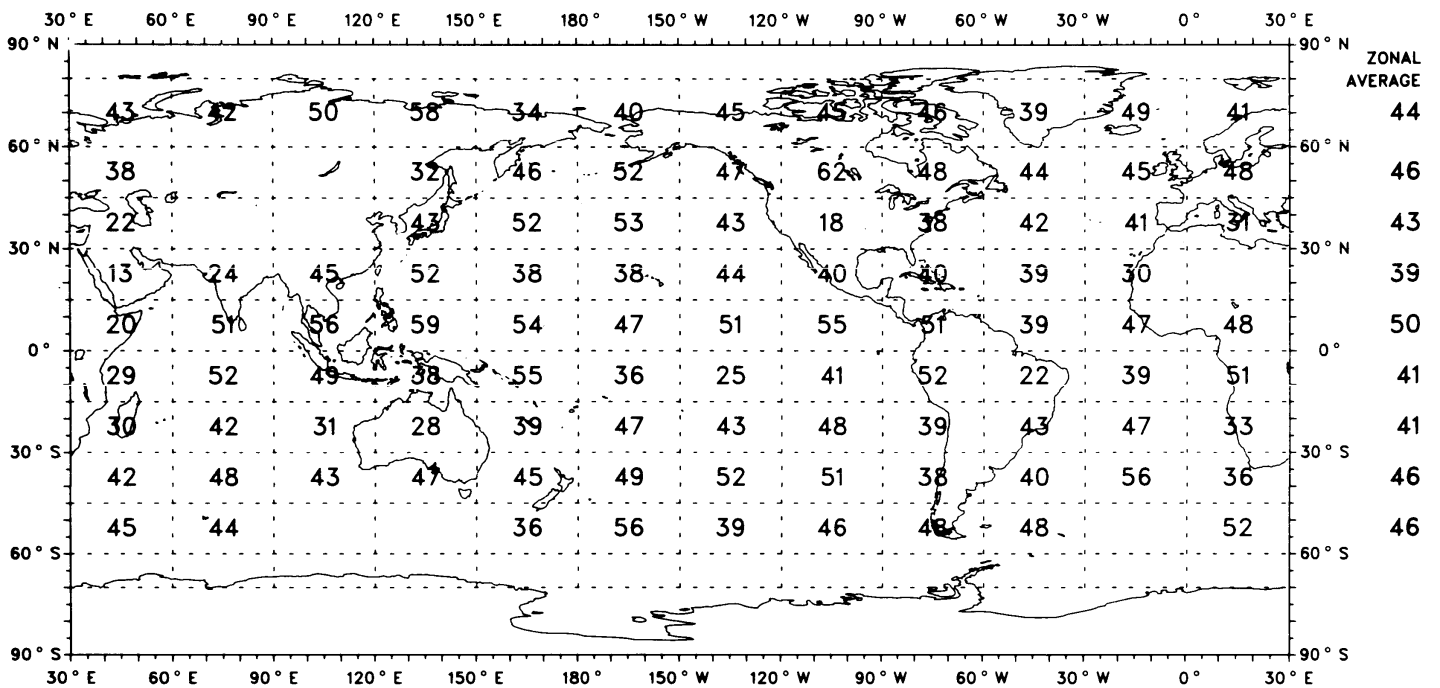 30° E 60° E 90° E 120° E 150° E 180° 150° W 120° W 90° W 60° W 30° W 0° 30° E
90° N 90° N
ZONAL
AVERAGE
43 42 50 58 34 40 45 45 46 39 49 41 44
60° N 60° N
38 32 46 52 47 62 48 44 45 48 46
22 43 52 53 43 18 38 42 41 31 43
30° N 30° N
13 24 45 52 38 38 44 40 40 39 30 39
20 51 56 59 54 47 51 55 51 39 47 48 50
0° 0°
29 52 49 38 55 36 25 41 52 22 39 51 41
30 42 31 28 39 47 43 48 39 43 47 33 41
30° S 30° S
42 48 43 47 45 49 52 51 38 40 56 36 46
45 44 36 56 39 46 48 48 52 46
60° S 60° S
90° S 90° S
30° E 60° E 90° E 120° E 150° E 180° 150° W 120° W 90° W 60° W 30° W 0° 30° E